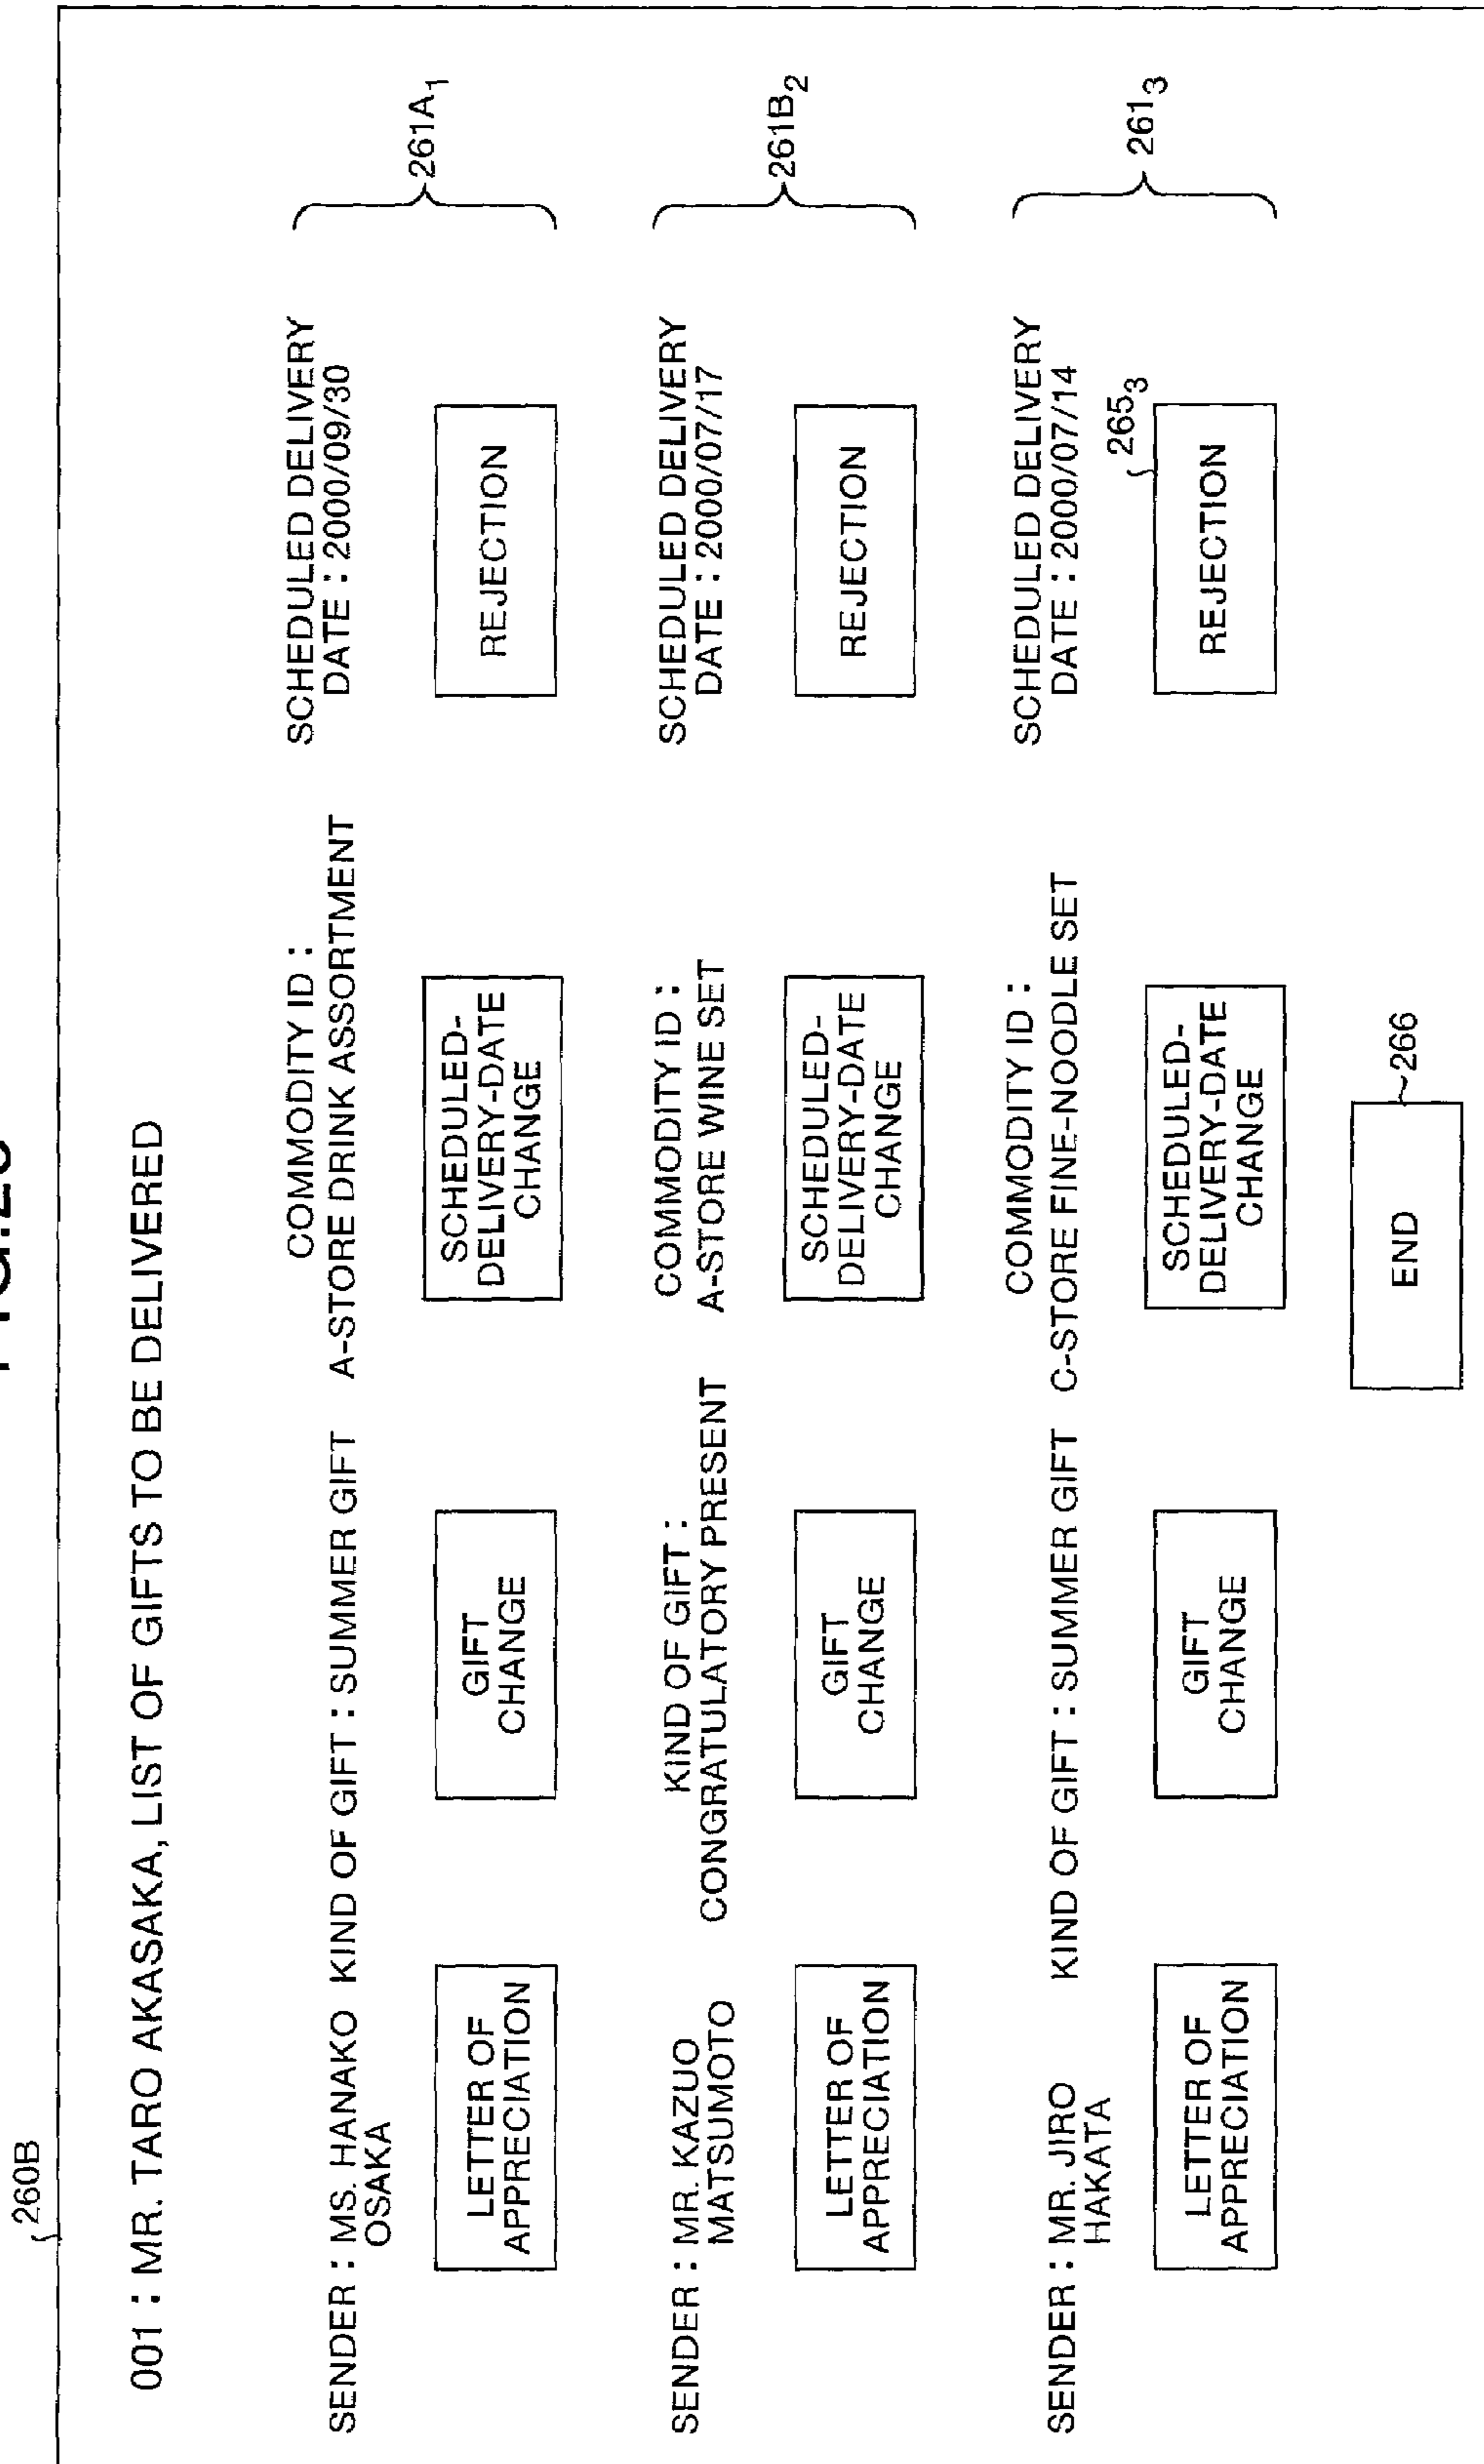 260B
001 : MR. TARO AKASAKA, LIST OF GIFTS TO BE DELIVERED
SENDER : MS. HANAKO
OSAKA
KIND OF GIFT : SUMMER GIFT
COMMODITY ID :
A-STORE DRINK ASSORTMENT
SCHEDULED DELIVERY
DATE : 2000/09/30
LETTER OF
APPRECIATION
GIFT
CHANGE
SCHEDULED-
DELIVERY-DATE
CHANGE
REJECTION
261A1
SENDER : MR. KAZUO
MATSUMOTO
KIND OF GIFT :
CONGRATULATORY PRESENT
COMMODITY ID :
A-STORE WINE SET
SCHEDULED DELIVERY
DATE : 2000/07/17
LETTER OF
APPRECIATION
GIFT
CHANGE
SCHEDULED-
DELIVERY-DATE
CHANGE
REJECTION
261B2
SENDER : MR. JIRO
HAKATA
KIND OF GIFT : SUMMER GIFT
COMMODITY ID :
C-STORE FINE-NOODLE SET
SCHEDULED DELIVERY
DATE : 2000/07/14
2653
LETTER OF
APPRECIATION
GIFT
CHANGE
SCHEDULED-
DELIVERY-DATE
CHANGE
REJECTION
2613
END
266